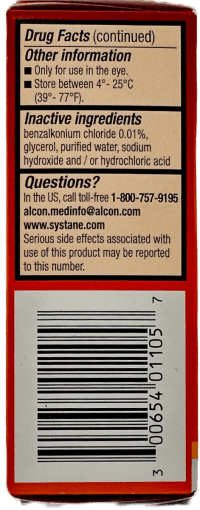 Drug Facts (continued)
Other information
■ Only for use in the eye.
■ Store between 4°- 25°C
(39°- 77°F).
Inactive ingredients
benzalkonium chloride 0.01%,
glycerol, purified water, sodium
hydroxide and / or hydrochloric acid
Questions?
In the US, call toll-free 1-800-757-9195
alcon.medinfo@alcon.com
www.systane.com
Serious side effects associated with
use of this product may be reported
to this number.
3 00654 01105 7